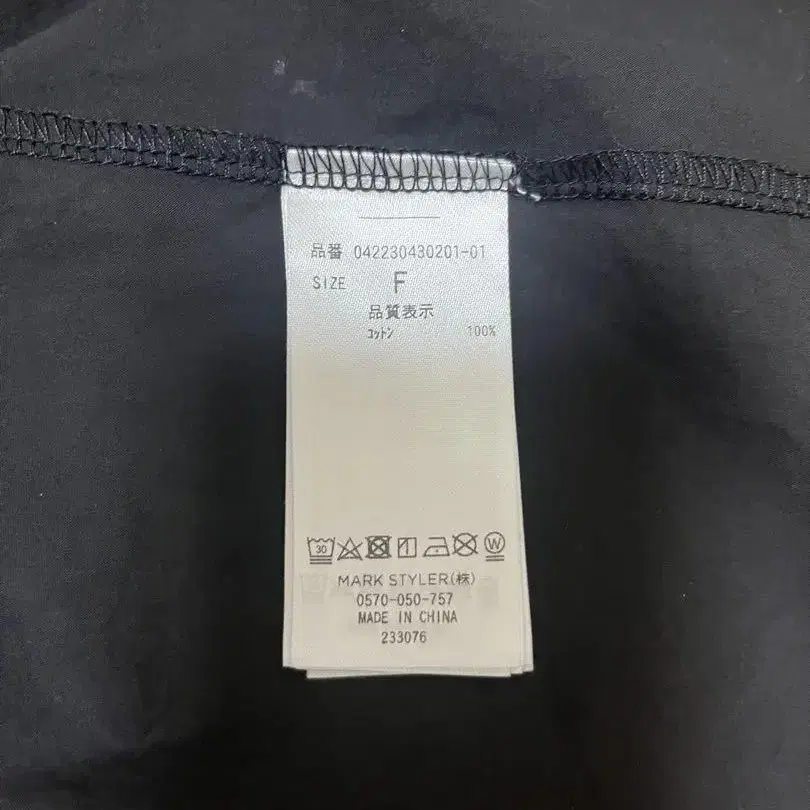 品番 042230430201-01
SIZE F
品質表示
コットン 100%
30 W
MARK STYLER(株)
0570-050-757
MADE IN CHINA
233076